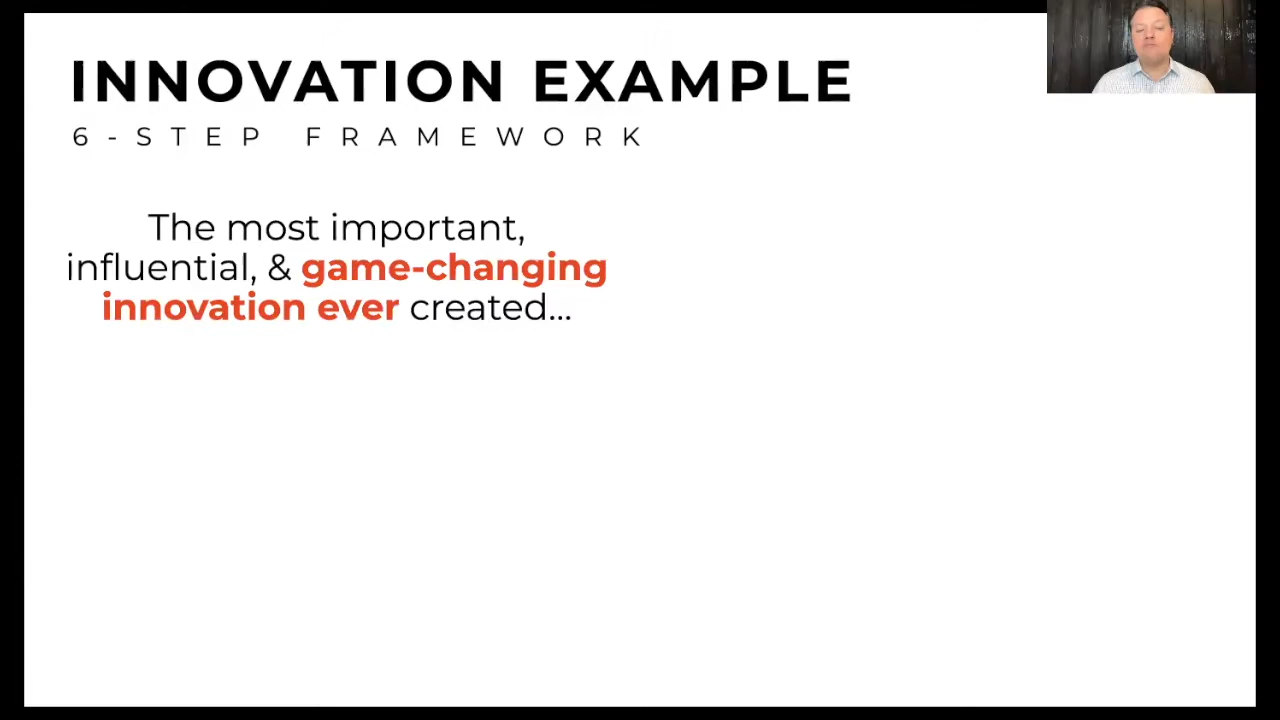 INNOVATION EXAMPLE
6-STEP FRAMEWORK
The most important,
influential, & game-changing
innovation ever created...